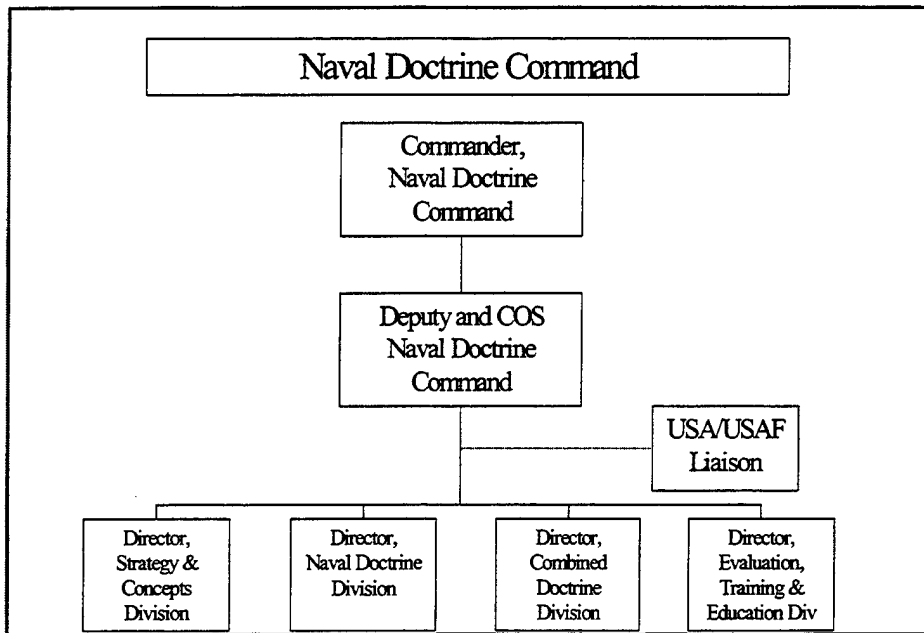 Naval Doctrine Command
Commander,
Naval Doctrine
Command
Deputy and COS
Naval Doctrine
Command
USA/USAF
Liaison
Director,
Strategy &
Concepts
Division
Director,
Naval Doctrine
Division
Director,
Combined
Doctrine
Division
Director,
Evaluation,
Training &
Education Div